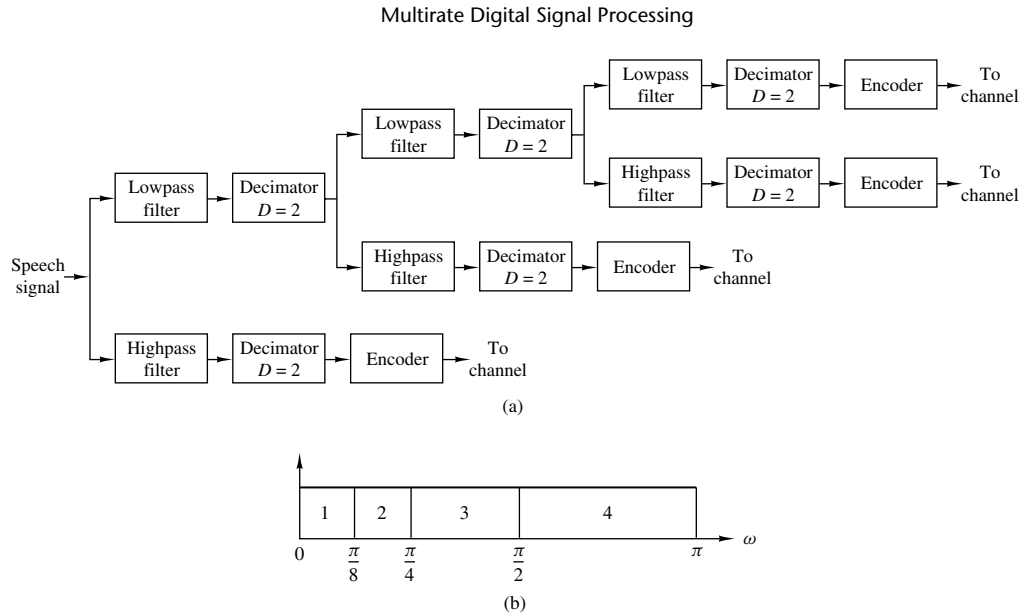 Multirate Digital Signal Processing
Lowpass
filter
Decimator
D = 2
Encoder
To
channel
Lowpass
filter
Decimator
D = 2
Highpass
filter
Decimator
D = 2
Encoder
To
channel
Lowpass
filter
Decimator
D = 2
Highpass
filter
Decimator
D = 2
Encoder
To
channel
Speech
signal
Highpass
filter
Decimator
D = 2
Encoder
To
channel
(a)
1 2 3 4
0 π/8 π/4 π/2 π ω
(b)